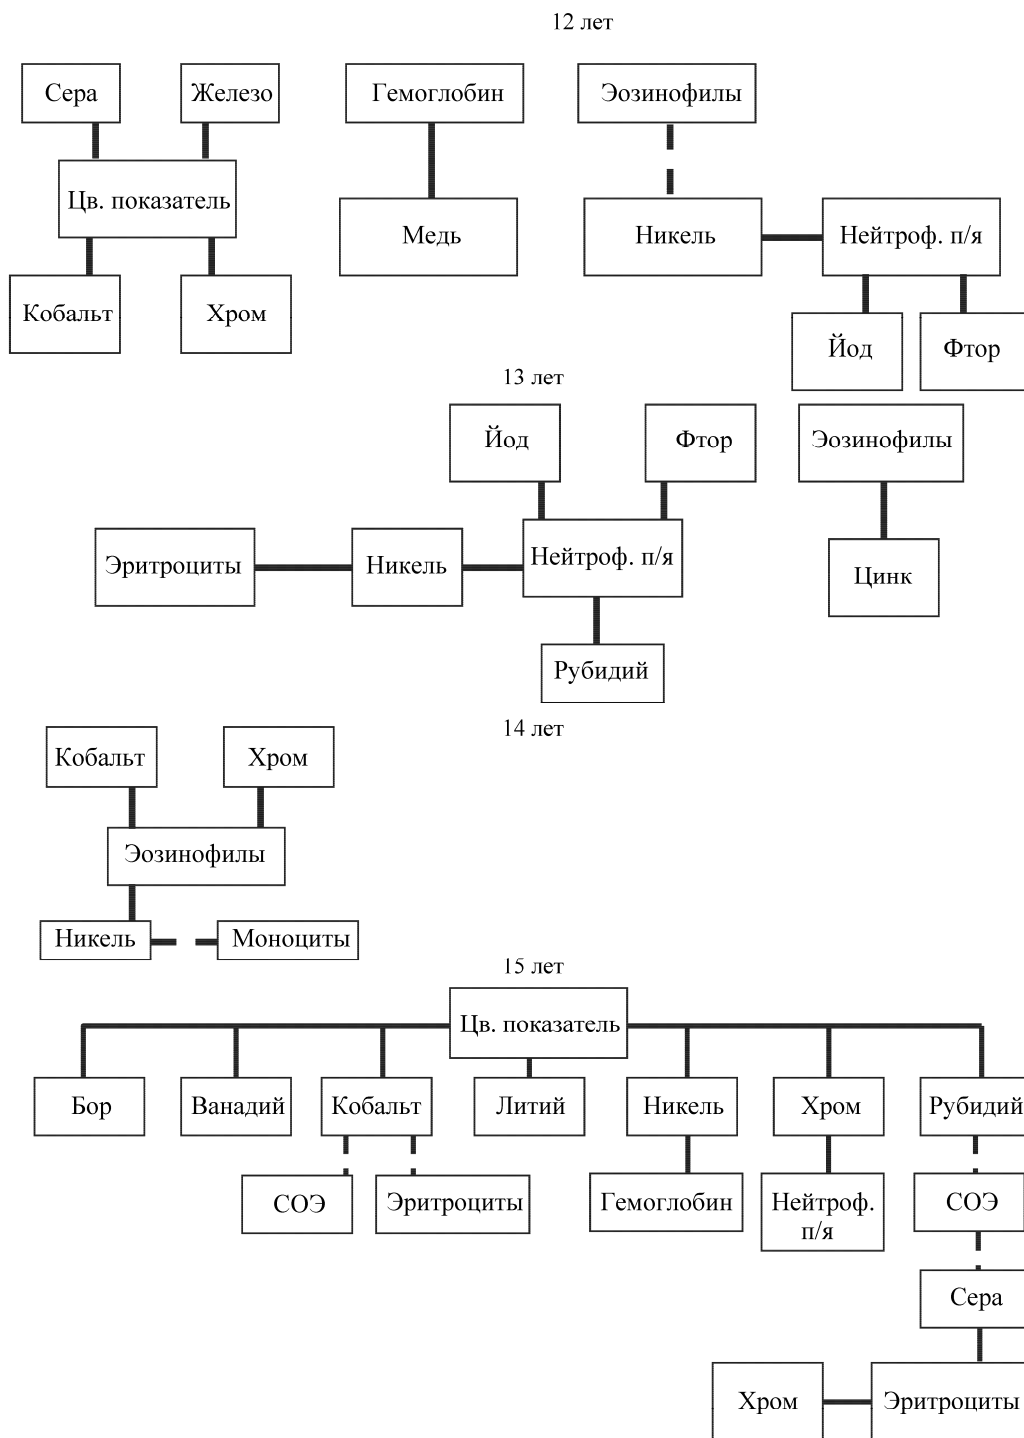 12 лет
Сера
Железо
Гемоглобин
Эозинофилы
Цв. показатель
Медь
Никель
Нейтроф. п/я
Кобальт
Хром
Йод
Фтор
13 лет
Йод
Фтор
Эозинофилы
Эритроциты
Никель
Нейтроф. п/я
Цинк
Рубидий
14 лет
Кобальт
Хром
Эозинофилы
Никель
Моноциты
15 лет
Цв. показатель
Бор
Ванадий
Кобальт
Литий
Никель
Хром
Рубидий
СОЭ
Эритроциты
Гемоглобин
Нейтроф.
п/я
СОЭ
Сера
Хром
Эритроциты